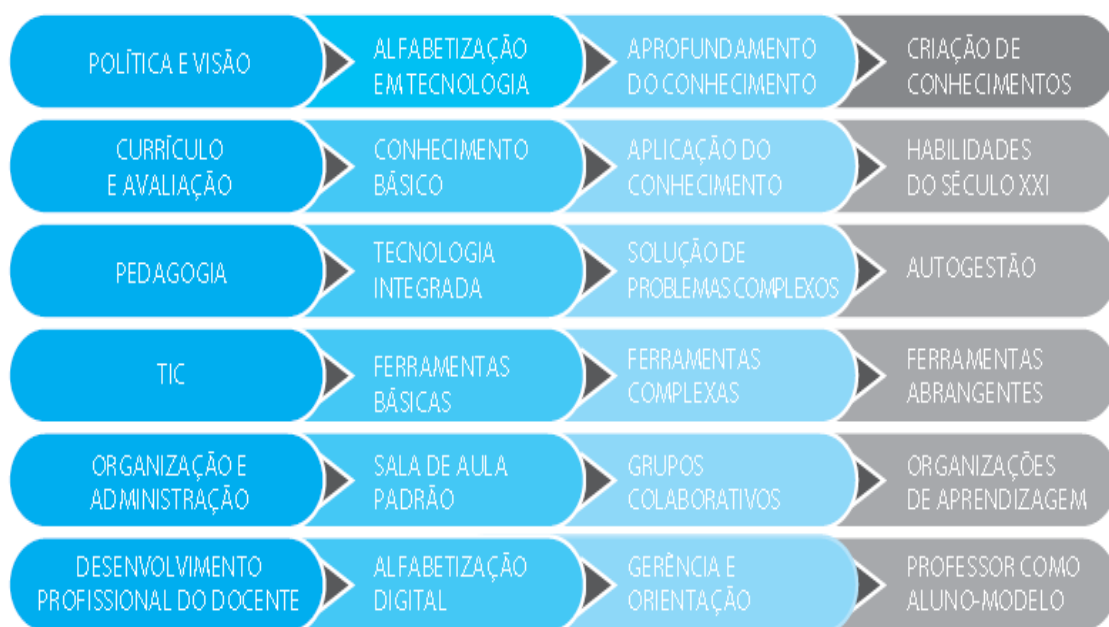 POLÍTICA E VISÃO
ALFABETIZAÇÃO
EM TECNOLOGIA
APROFUNDAMENTO
DO CONHECIMENTO
CRIAÇÃO DE
CONHECIMENTOS
CURRÍCULO
E AVALIAÇÃO
CONHECIMENTO
BÁSICO
APLICAÇÃO DO
CONHECIMENTO
HABILIDADES
DO SÉCULO XXI
PEDAGOGIA
TECNOLOGIA
INTEGRADA
SOLUÇÃO DE
PROBLEMAS COMPLEXOS
AUTOGESTÃO
TIC
FERRAMENTAS
BÁSICAS
FERRAMENTAS
COMPLEXAS
FERRAMENTAS
ABRANGENTES
ORGANIZAÇÃO E
ADMINISTRAÇÃO
SALA DE AULA
PADRÃO
GRUPOS
COLABORATIVOS
ORGANIZAÇÕES
DE APRENDIZAGEM
DESENVOLVIMENTO
PROFISSIONAL DO DOCENTE
ALFABETIZAÇÃO
DIGITAL
GERÊNCIA E
ORIENTAÇÃO
PROFESSOR COMO
ALUNO-MODELO